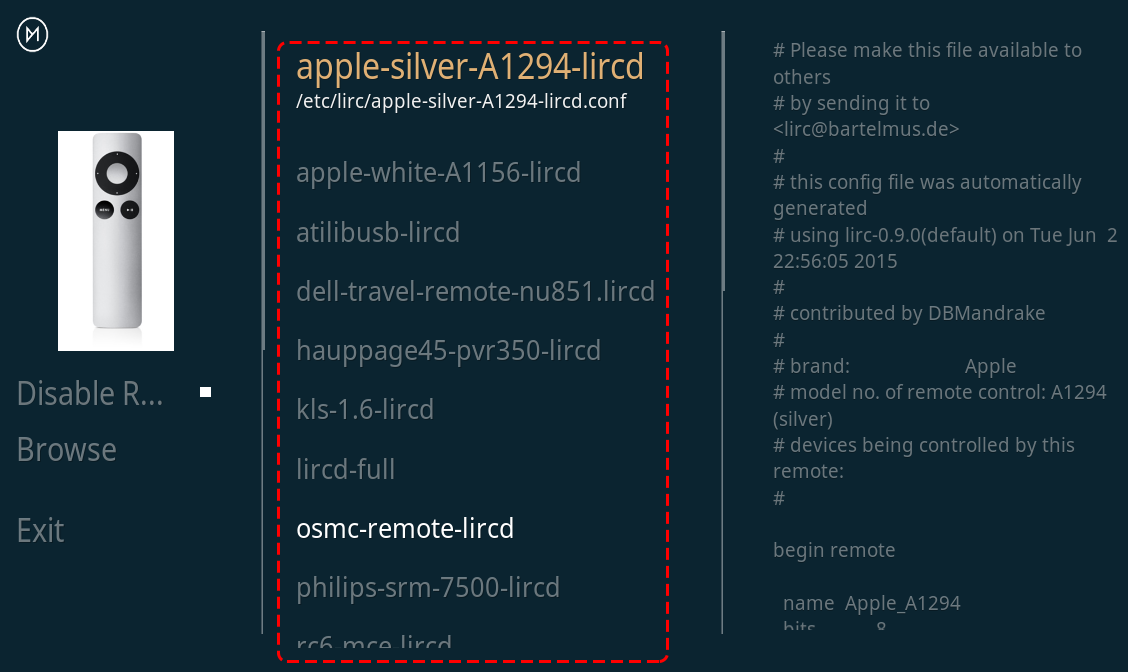 Disable R...
Browse
Exit
apple-silver-A1294-lircd
/etc/lirc/apple-silver-A1294-lircd.conf
apple-white-A1156-lircd
atilibusb-lircd
dell-travel-remote-nu851.lircd
hauppage45-pvr350-lircd
kls-1.6-lircd
lircd-full
osmc-remote-lircd
philips-srm-7500-lircd
rc6-mce-lircd
# Please make this file available to
others
# by sending it to
<lirc@bartelmus.de>
#
# this config file was automatically
generated
# using lirc-0.9.0(default) on Tue Jun  2
22:56:05 2015
#
# contributed by DBMandrake
#
# brand:                       Apple
# model no. of remote control: A1294
(silver)
# devices being controlled by this
remote:
#
begin remote
name  Apple_A1294
bits            8